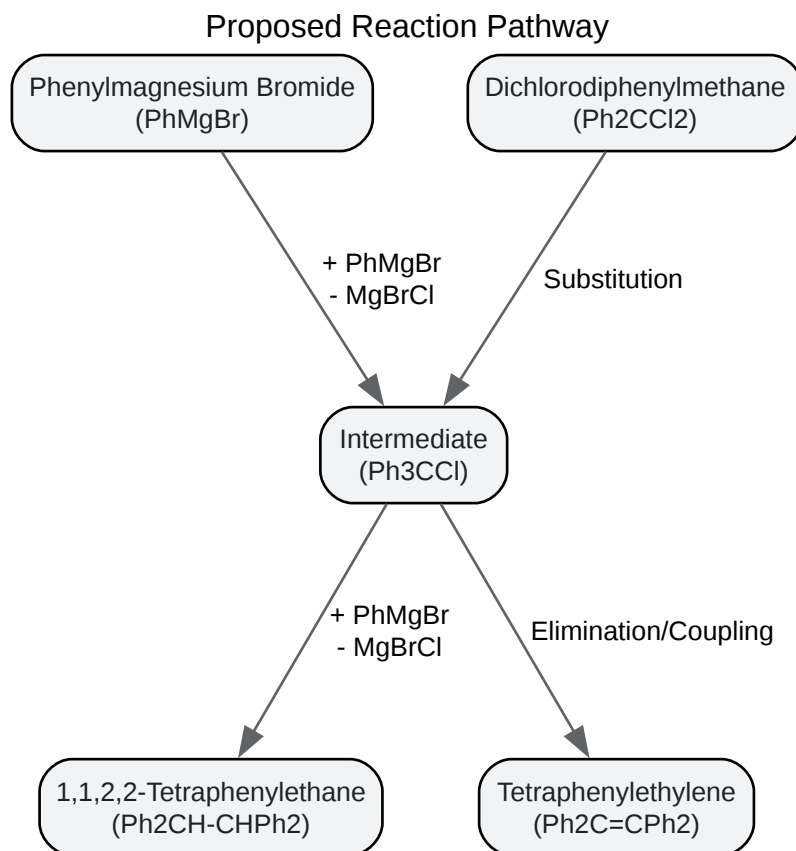 Proposed Reaction Pathway
Phenylmagnesium Bromide
(PhMgBr)
Dichlorodiphenylmethane
(Ph2CCl2)
+ PhMgBr
- MgBrCl
Substitution
Intermediate
(Ph3CCl)
+ PhMgBr
- MgBrCl
Elimination/Coupling
1,1,2,2-Tetraphenylethane
(Ph2CH-CHPh2)
Tetraphenylethylene
(Ph2C=CPh2)